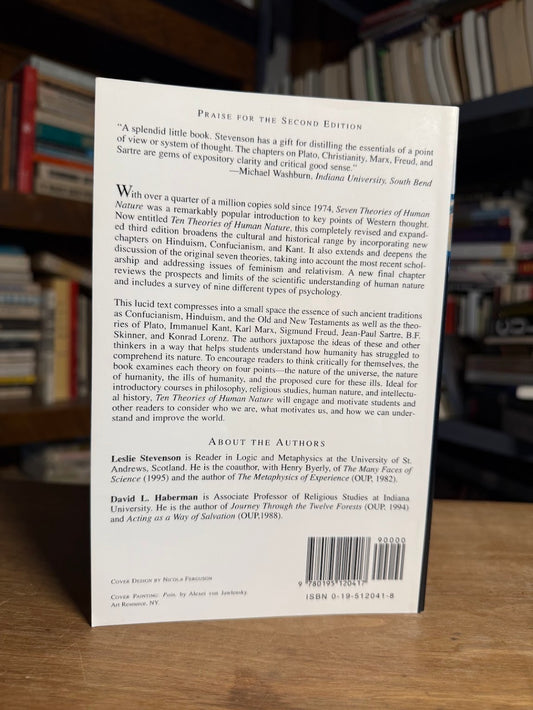 PRAISE FOR THE SECOND EDITION
"A splendid little book. Stevenson has a gift for distilling the essentials of a point
of view or system of thought. The chapters on Plato, Christianity, Marx, Freud, and
Sartre are gems of expository clarity and critical good sense."
—Michael Washburn, Indiana University, South Bend
With over a quarter of a million copies sold since 1974, Seven Theories of Human
Nature was a remarkably popular introduction to key points of Western thought.
Now entitled Ten Theories of Human Nature, this completely revised and expand-
ed third edition broadens the cultural and historical range by incorporating new
chapters on Hinduism, Confucianism, and Kant. It also extends and deepens the
discussion of the original seven theories, taking into account the most recent schol-
arship and addressing issues of feminism and relativism. A new final chapter
reviews the prospects and limits of the scientific understanding of human nature
and includes a survey of nine different types of psychology.
This lucid text compresses into a small space the essence of such ancient traditions
as Confucianism, Hinduism, and the Old and New Testaments as well as the theo-
ries of Plato, Immanuel Kant, Karl Marx, Sigmund Freud, Jean-Paul Sartre, B.F.
Skinner, and Konrad Lorenz. The authors juxtapose the ideas of these and other
thinkers in a way that helps students understand how humanity has struggled to
comprehend its nature. To encourage readers to think critically for themselves, the
book examines each theory on four points—the nature of the universe, the nature
of humanity, the ills of humanity, and the proposed cure for these ills. Ideal for
introductory courses in philosophy, religious studies, human nature, and intellectu-
al history, Ten Theories of Human Nature will engage and motivate students and
other readers to consider who we are, what motivates us, and how we can under-
stand and improve the world.
ABOUT THE AUTHORS
Leslie Stevenson is Reader in Logic and Metaphysics at the University of St.
Andrews, Scotland. He is the coauthor, with Henry Byerly, of The Many Faces of
Science (1995) and the author of The Metaphysics of Experience (OUP, 1982).
David L. Haberman is Associate Professor of Religious Studies at Indiana
University. He is the author of Journey Through the Twelve Forests (OUP, 1994)
and Acting as a Way of Salvation (OUP,1988).
COVER DESIGN BY NICOLA FERGUSON
COVER PAINTING: Pain, by Alexei von Jawlensky.
Art Resource, NY.
90000
9 780195 120417
ISBN 0-19-512041-8